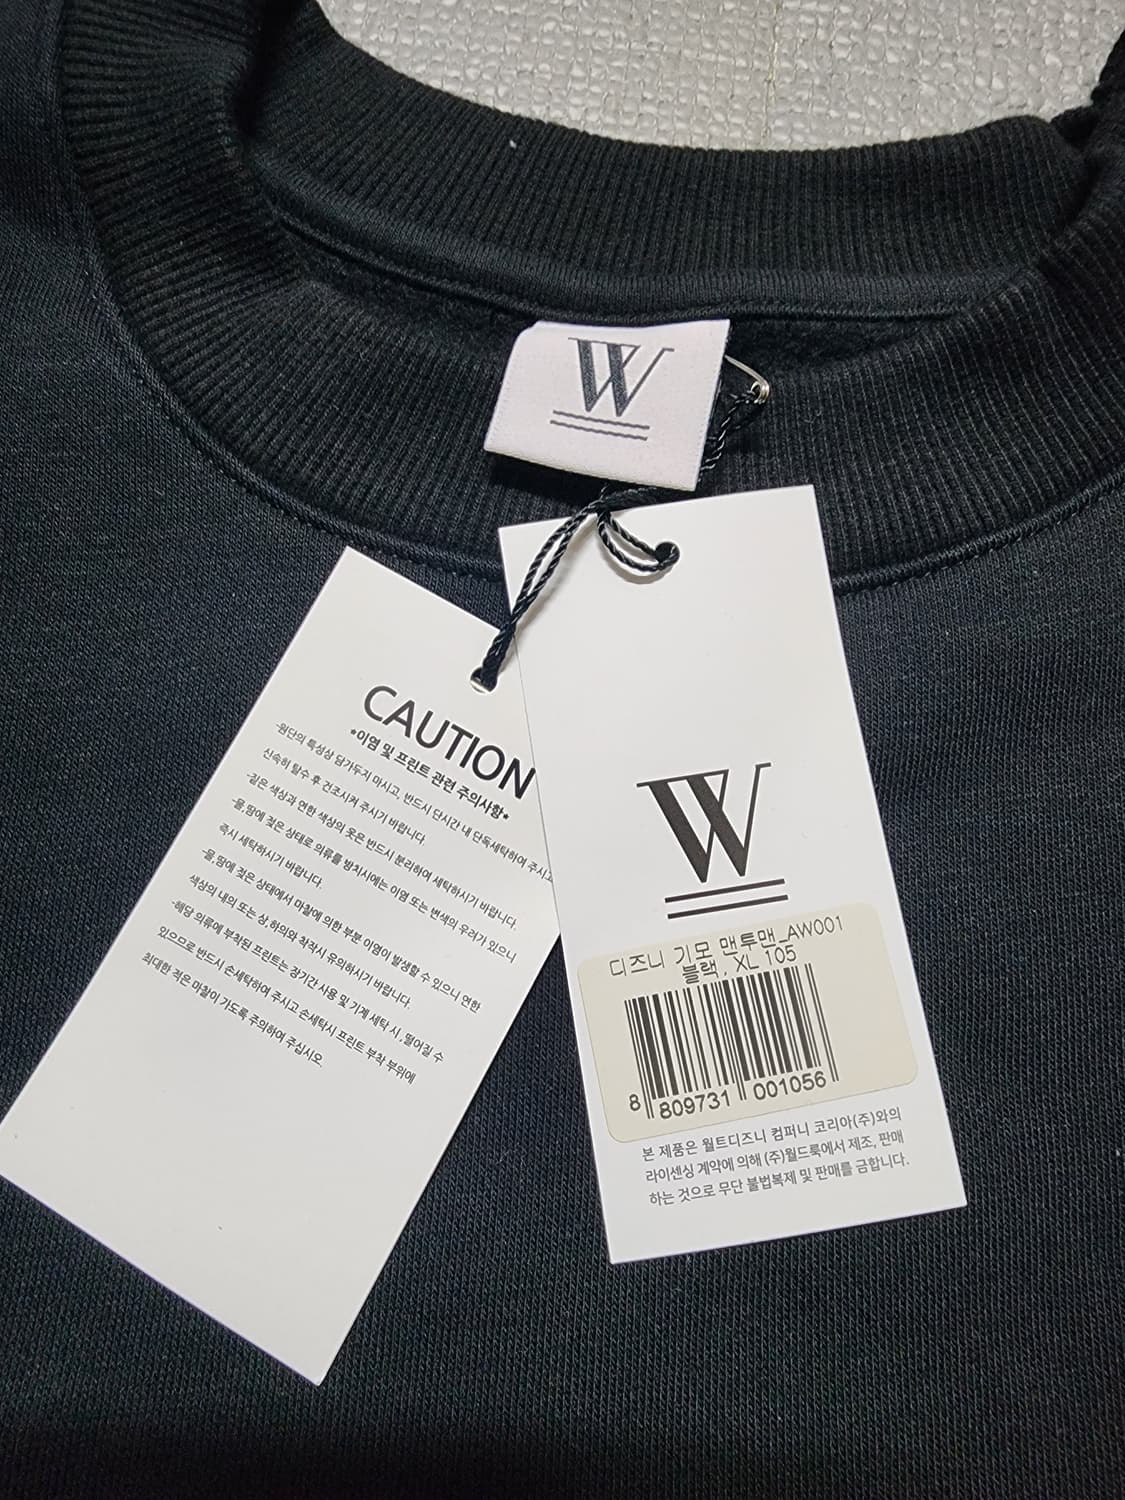 W
CAUTION
*이염 및 프린트 관련 주의사항*
-원단의 특성상 담가두지 마시고, 반드시 단시간 내 단독세탁하여 주시고
신속히 탈수 후 건조시켜 주시기 바랍니다.
-짙은 색상과 연한 색상의 옷은 반드시 분리하여 세탁하시기 바랍니다.
-물,땀에 젖은 상태로 의류를 방치시에는 이염 또는 변색의 우려가 있으니
즉시 세탁하시기 바랍니다.
-물,땀에 젖은 상태에서 마찰에 의한 부분 이염이 발생할 수 있으니 연한
색상의 내의 또는 상, 하의와 착착시 유의하시기 바랍니다.
-해당 의류에 부착된 프린트는 장기간 사용 및 기계 세탁 시 , 떨어질 수
있으므로 반드시 손세탁하여 주시고 손세탁시 프린트 부착 부위에
최대한 적은 마찰이 가도록 주의하여 주십시오.
W
디즈니 기모 맨투맨_AW001
블랙 , XL 105
8 809731 001056
본 제품은 월트디즈니 컴퍼니 코리아(주)와의
라이센싱 계약에 의해 (주)월드룩에서 제조, 판매
하는 것으로 무단 불법복제 및 판매를 금합니다.